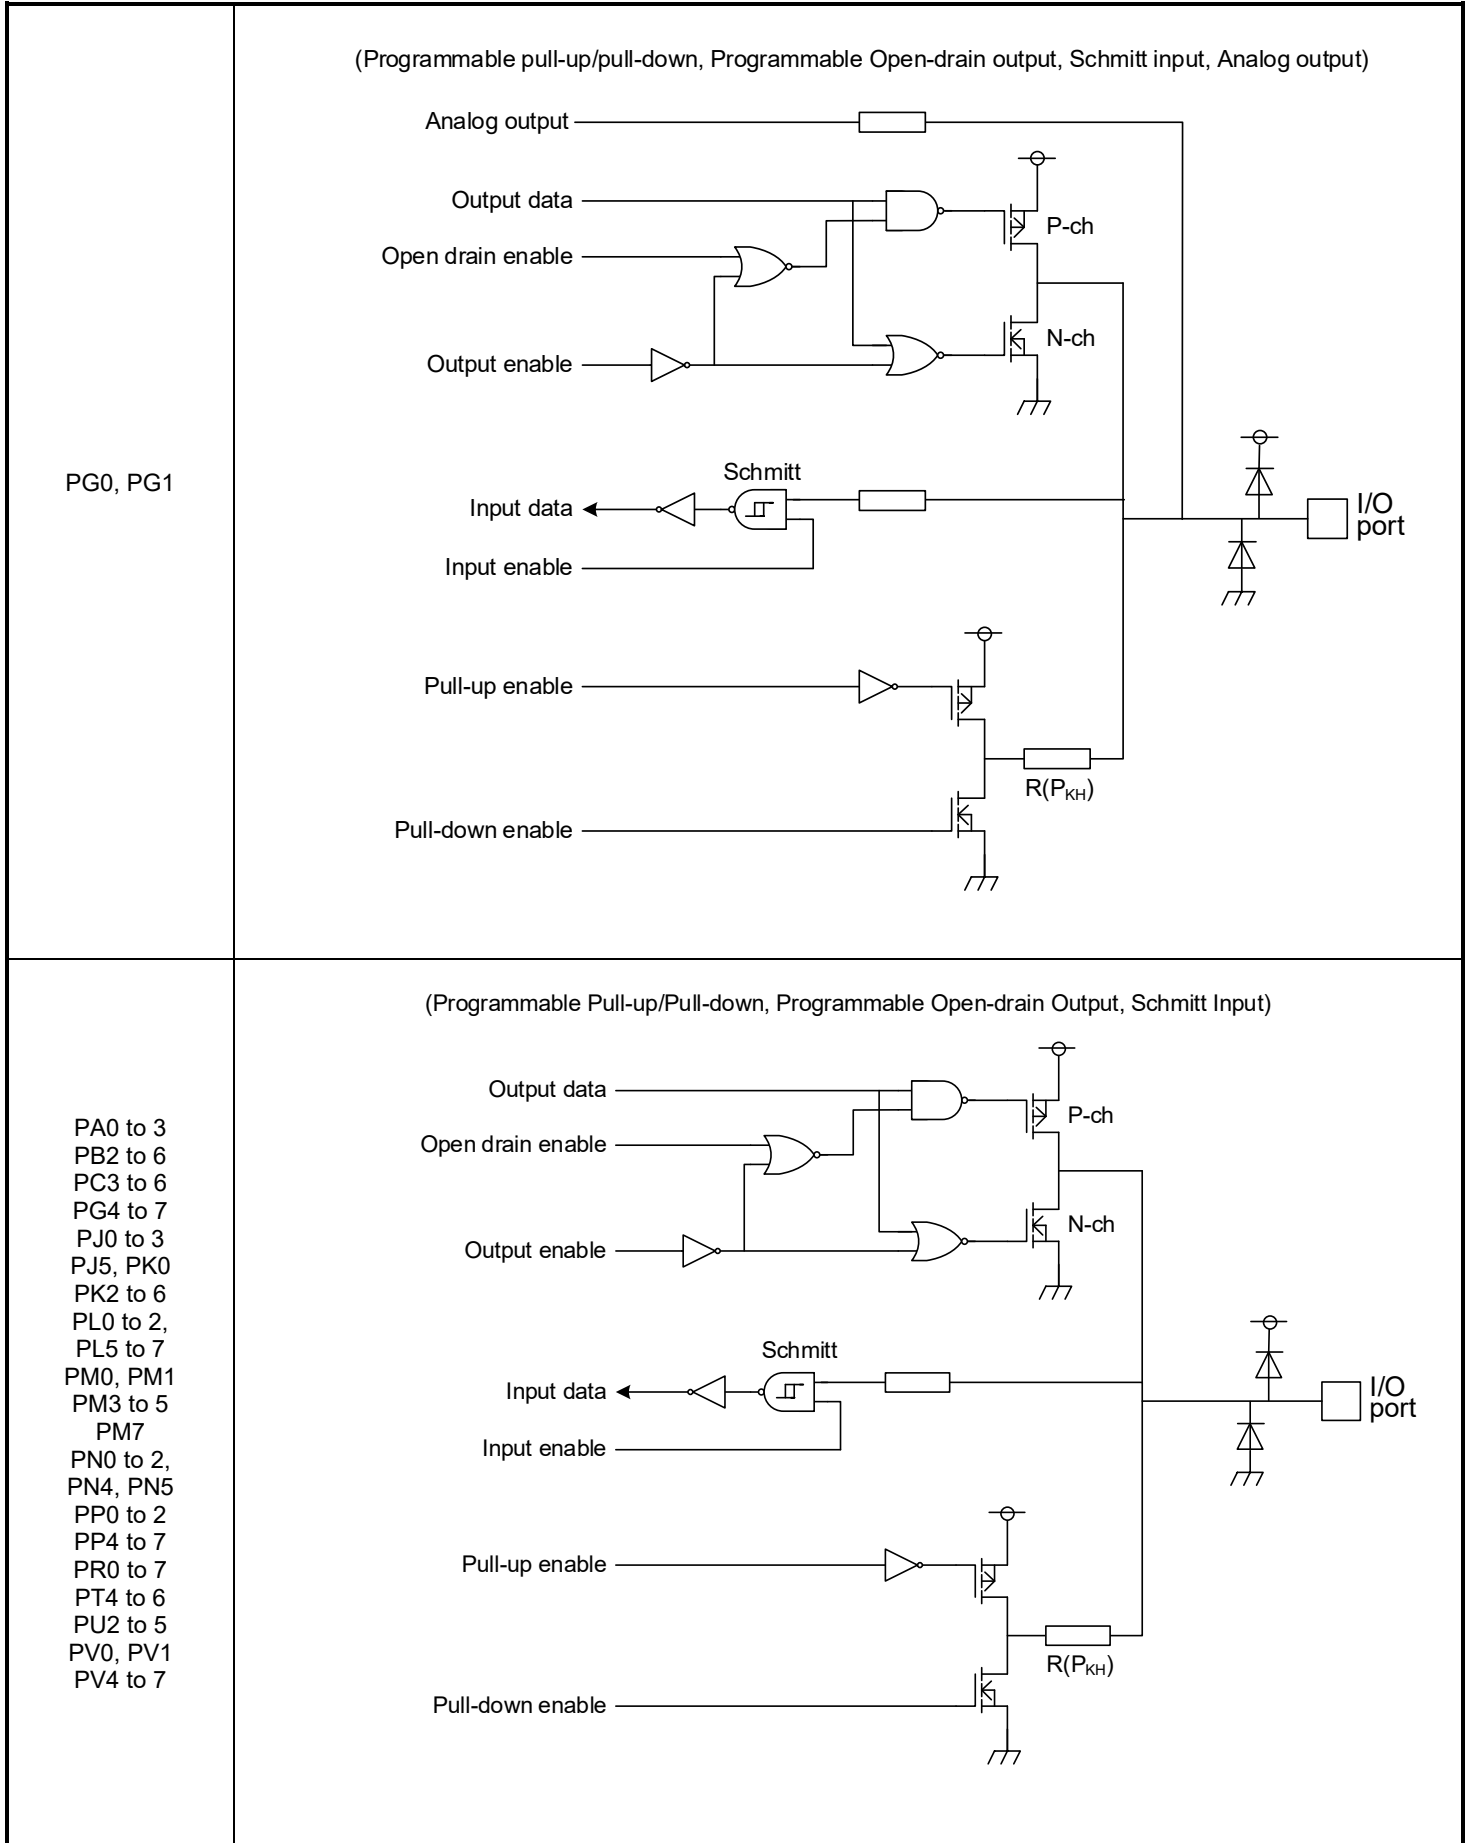 (Programmable pull-up/pull-down, Programmable Open-drain output, Schmitt input, Analog output)
Analog output
Output data
P-ch
Open drain enable
N-ch
Output enable
PG0, PG1
Schmitt
Input data
I/O
port
Input enable
Pull-up enable
R(PKH)
Pull-down enable
(Programmable Pull-up/Pull-down, Programmable Open-drain Output, Schmitt Input)
PA0 to 3
PB2 to 6
PC3 to 6
PG4 to 7
PJ0 to 3
PJ5, PK0
PK2 to 6
PL0 to 2,
PL5 to 7
PM0, PM1
PM3 to 5
PM7
PN0 to 2,
PN4, PN5
PP0 to 2
PP4 to 7
PR0 to 7
PT4 to 6
PU2 to 5
PV0, PV1
PV4 to 7
Output data
P-ch
Open drain enable
N-ch
Output enable
Schmitt
Input data
I/O
port
Input enable
Pull-up enable
R(PKH)
Pull-down enable